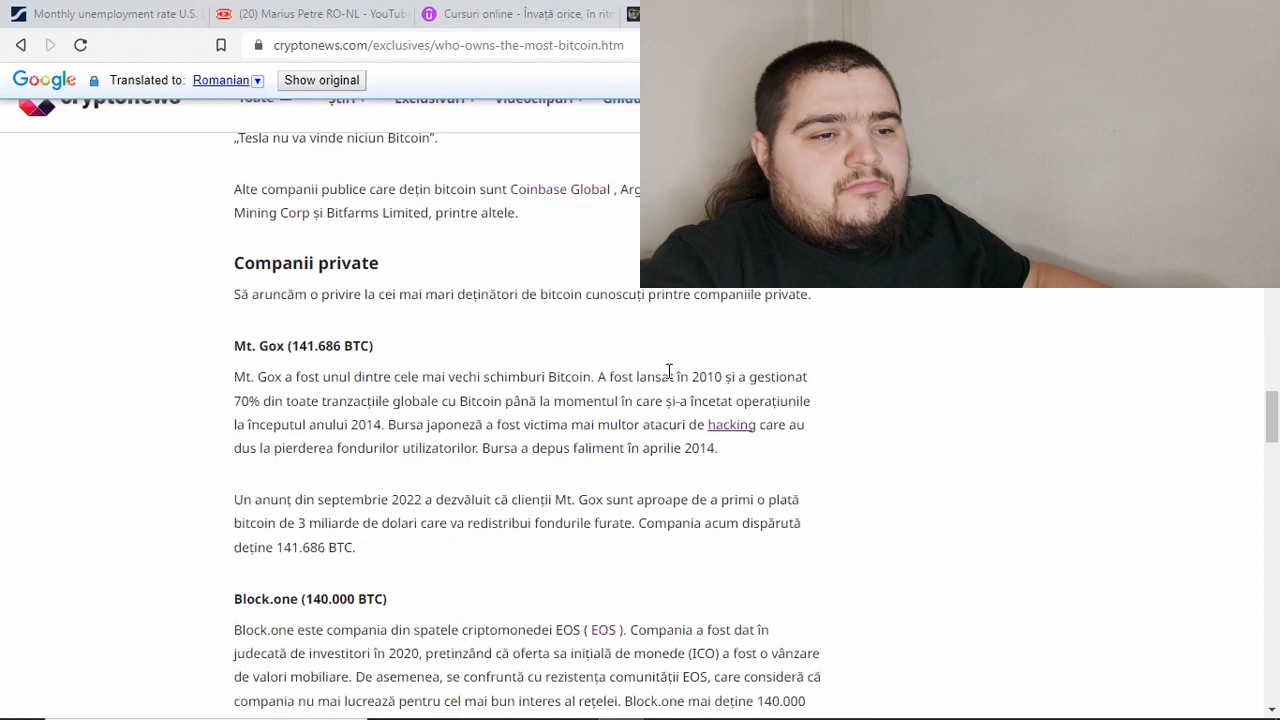 Monthly unemployment rate U.S.
(20) Marius Petre RO-NL - YouTub
Cursuri online - Învață orice, în ritm
cryptonews.com/exclusives/who-owns-the-most-bitcoin.htm
Google Translated to: Romanian Show original
cryptonews Toate Știri Exclusivuri Videoclipuri
„Tesla nu va vinde niciun Bitcoin”.
Alte companii publice care dețin bitcoin sunt Coinbase Global , Arg
Mining Corp și Bitfarms Limited, printre altele.
Companii private
Să aruncăm o privire la cei mai mari deținători de bitcoin cunoscuți printre companiile private.
Mt. Gox (141.686 BTC)
Mt. Gox a fost unul dintre cele mai vechi schimburi Bitcoin. A fost lansat în 2010 și a gestionat
70% din toate tranzacțiile globale cu Bitcoin până la momentul în care și-a încetat operațiunile
la începutul anului 2014. Bursa japoneză a fost victima mai multor atacuri de hacking care au
dus la pierderea fondurilor utilizatorilor. Bursa a depus faliment în aprilie 2014.
Un anunț din septembrie 2022 a dezvăluit că clienții Mt. Gox sunt aproape de a primi o plată
bitcoin de 3 miliarde de dolari care va redistribui fondurile furate. Compania acum dispărută
deține 141.686 BTC.
Block.one (140.000 BTC)
Block.one este compania din spatele criptomonedei EOS ( EOS ). Compania a fost dat în
judecată de investitori în 2020, pretinzând că oferta sa inițială de monede (ICO) a fost o vânzare
de valori mobiliare. De asemenea, se confruntă cu rezistența comunității EOS, care consideră că
compania nu mai lucrează pentru cel mai bun interes al rețelei. Block.one mai deține 140.000